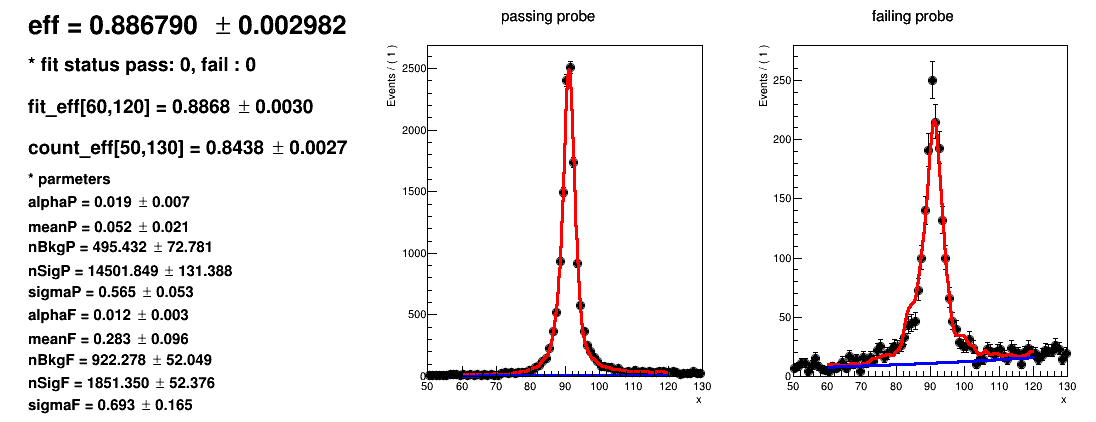 eff = 0.886790 ± 0.002982
* fit status pass: 0, fail : 0
fit_eff[60,120] = 0.8868 ± 0.0030
count_eff[50,130] = 0.8438 ± 0.0027
* parmeters
alphaP = 0.019 ± 0.007
meanP = 0.052 ± 0.021
nBkgP = 495.432 ± 72.781
nSigP = 14501.849 ± 131.388
sigmaP = 0.565 ± 0.053
alphaF = 0.012 ± 0.003
meanF = 0.283 ± 0.096
nBkgF = 922.278 ± 52.049
nSigF = 1851.350 ± 52.376
sigmaF = 0.693 ± 0.165
passing probe
Events / ( 1 )
2500
2000
1500
1000
500
0
50 60 70 80 90 100 110 120 130
x
failing probe
Events / ( 1 )
250
200
150
100
50
0
50 60 70 80 90 100 110 120 130
x